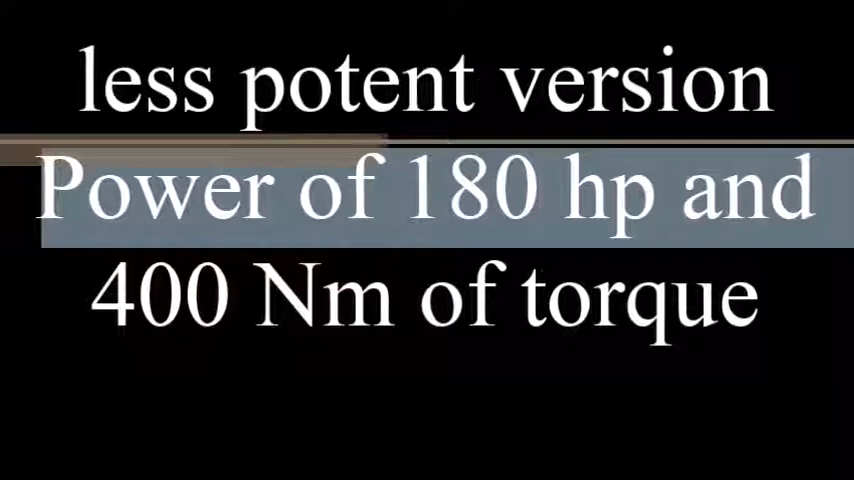 less potent version
Power of 180 hp and
400 Nm of torque